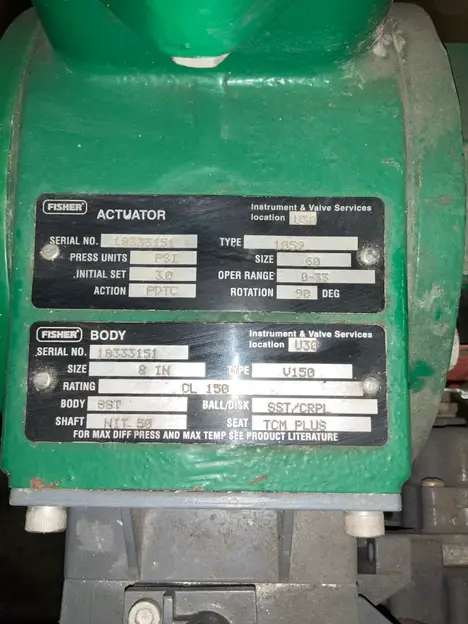 FISHER ACTUATOR Instrument & Valve Services
location U30
SERIAL NO. 18333151 TYPE 1052
PRESS UNITS PSI SIZE 60
INITIAL SET 30 OPER RANGE 0-33
ACTION PDTC ROTATION 90 DEG
FISHER BODY Instrument & Valve Services
location U30
SERIAL NO. 18333151
SIZE 8 IN TYPE V150
RATING CL 150
BODY SST BALL/DISK SST/CRPL
SHAFT NIT 50 SEAT TCM PLUS
FOR MAX DIFF PRESS AND MAX TEMP SEE PRODUCT LITERATURE